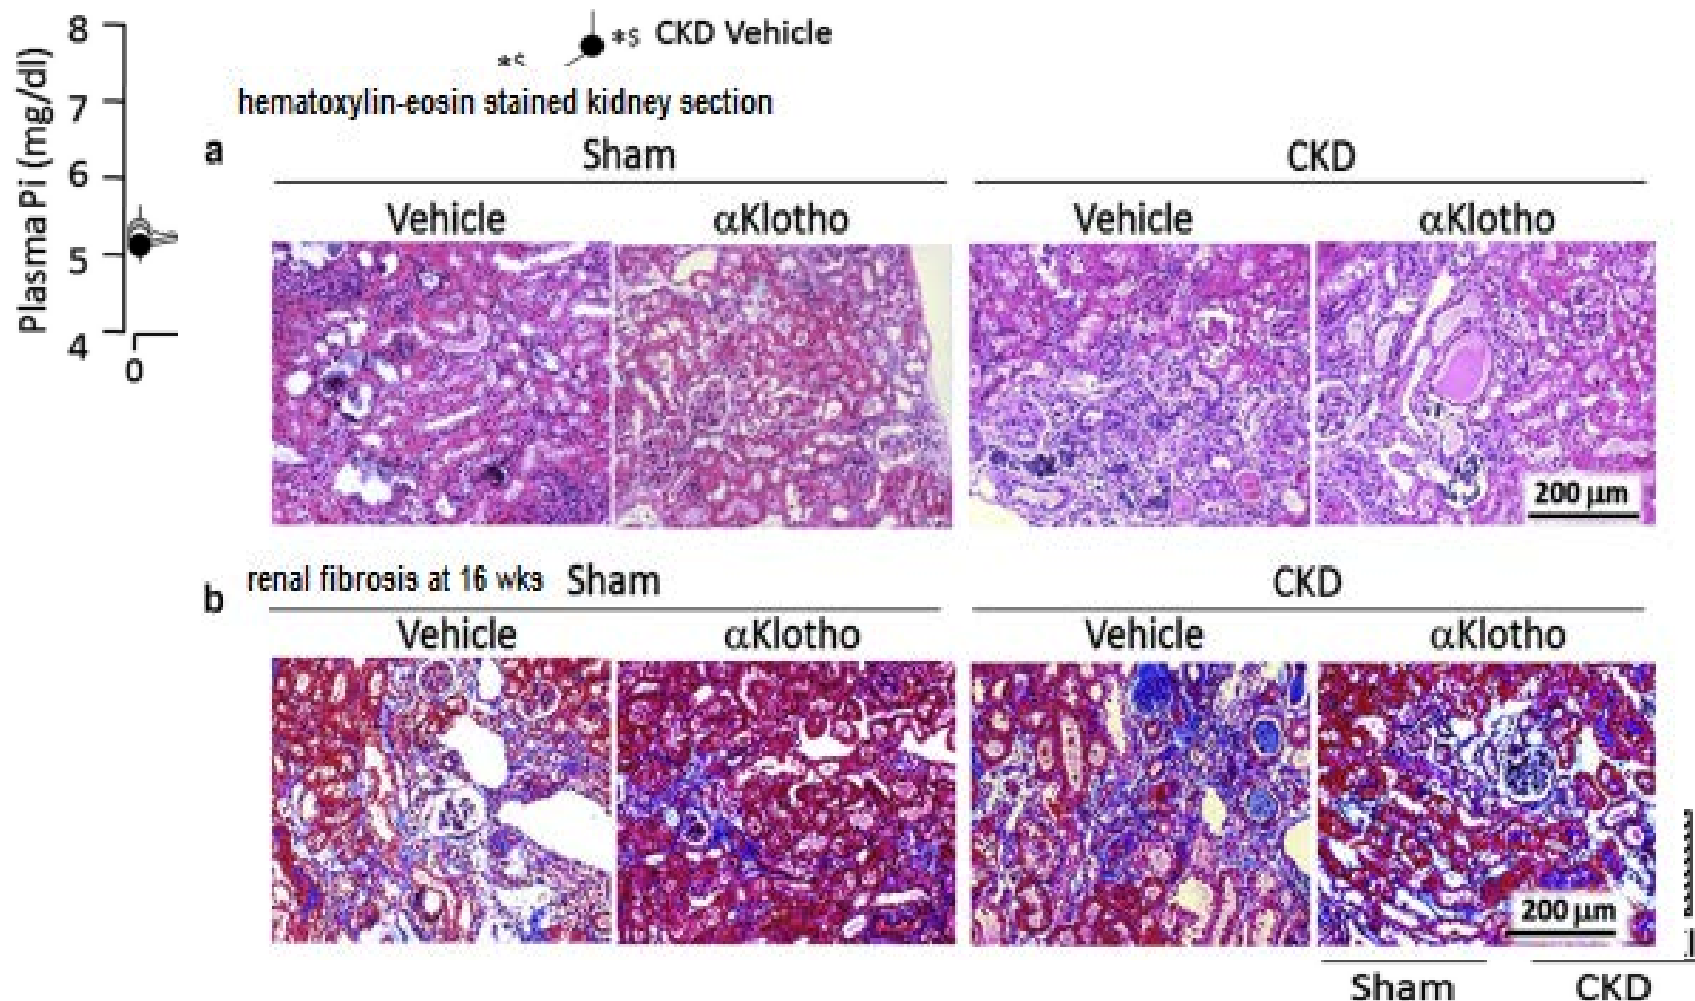 8
*$ CKD Vehicle
*$
7
hematoxylin-eosin stained kidney section
Plasma Pi (mg/dl)
a
Sham CKD
6
Vehicle αKlotho Vehicle αKlotho
5
4
0
200 µm
b renal fibrosis at 16 wks Sham CKD
Vehicle αKlotho Vehicle αKlotho
200 µm
Sham CKD